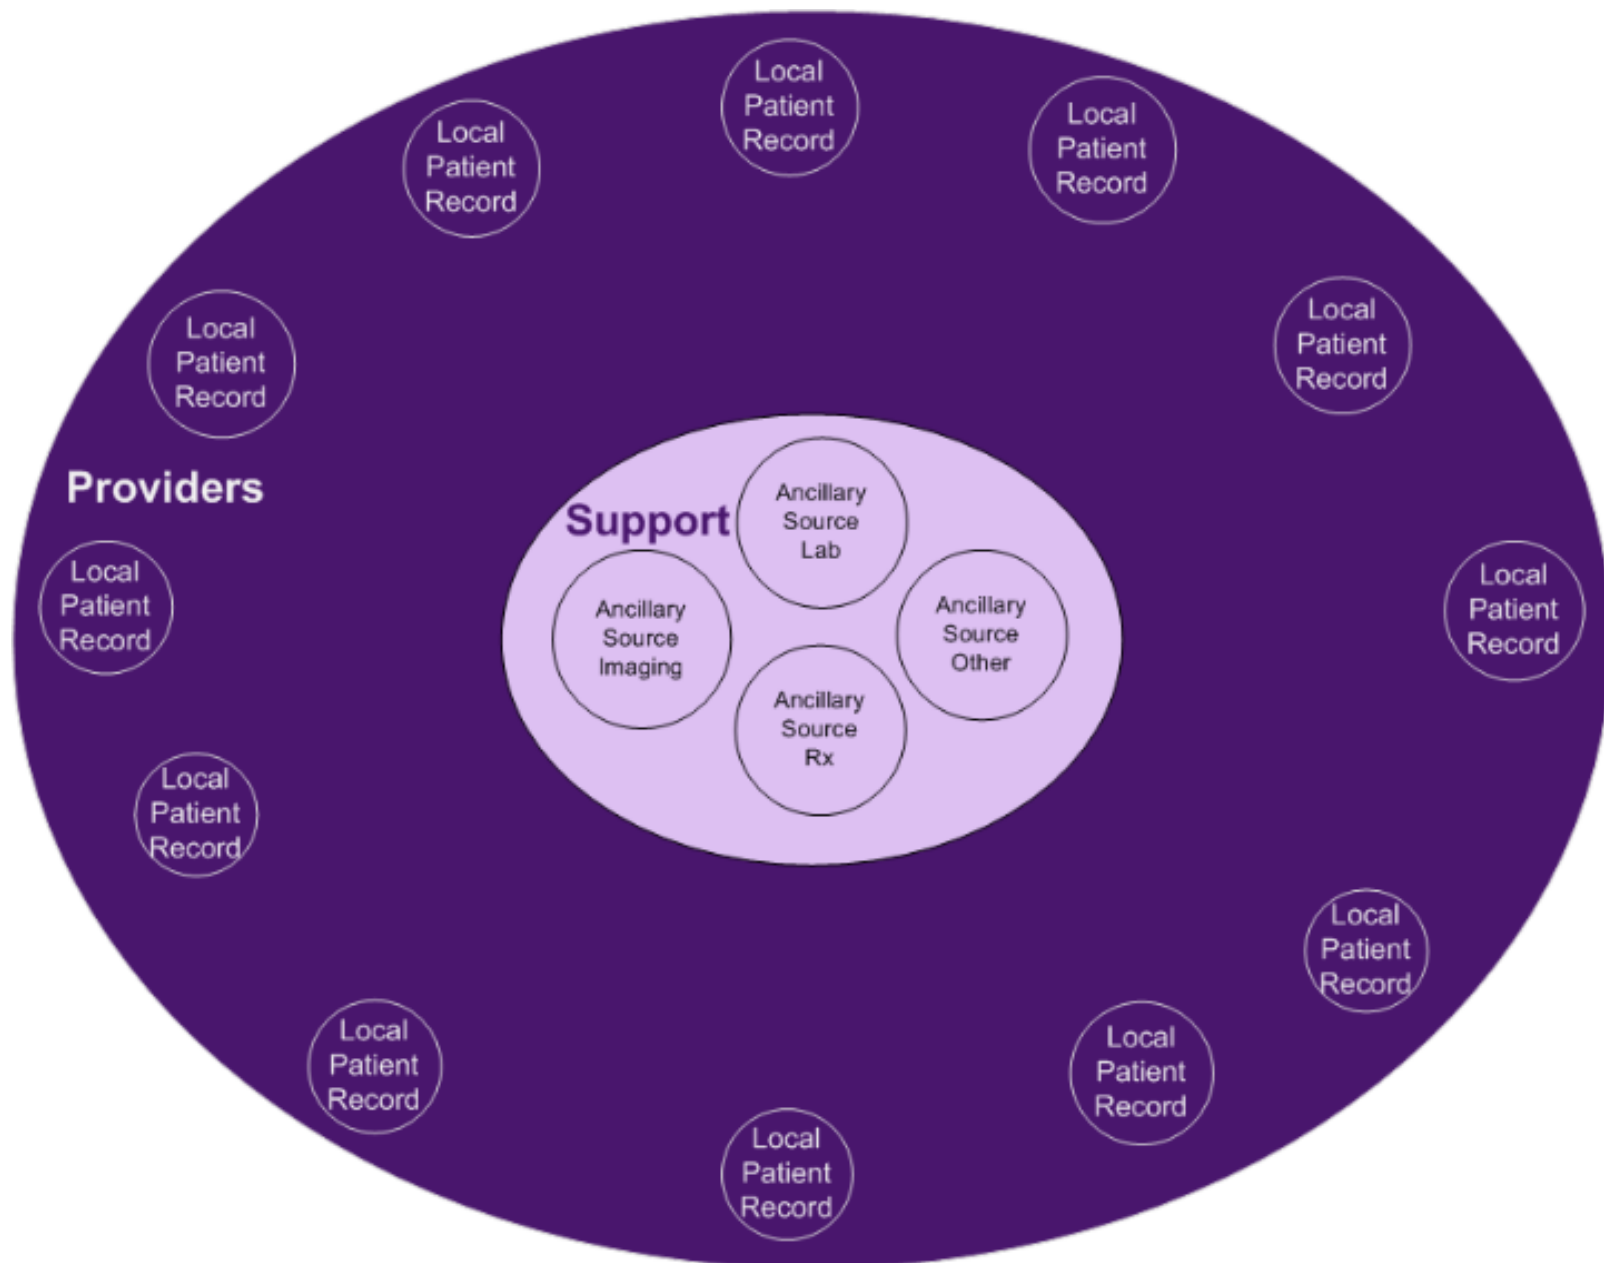 Local
Patient
Record
Local
Patient
Record
Local
Patient
Record
Local
Patient
Record
Local
Patient
Record
Providers
Support
Ancillary
Source
Lab
Ancillary
Source
Imaging
Ancillary
Source
Other
Ancillary
Source
Rx
Local
Patient
Record
Local
Patient
Record
Local
Patient
Record
Local
Patient
Record
Local
Patient
Record
Local
Patient
Record
Local
Patient
Record